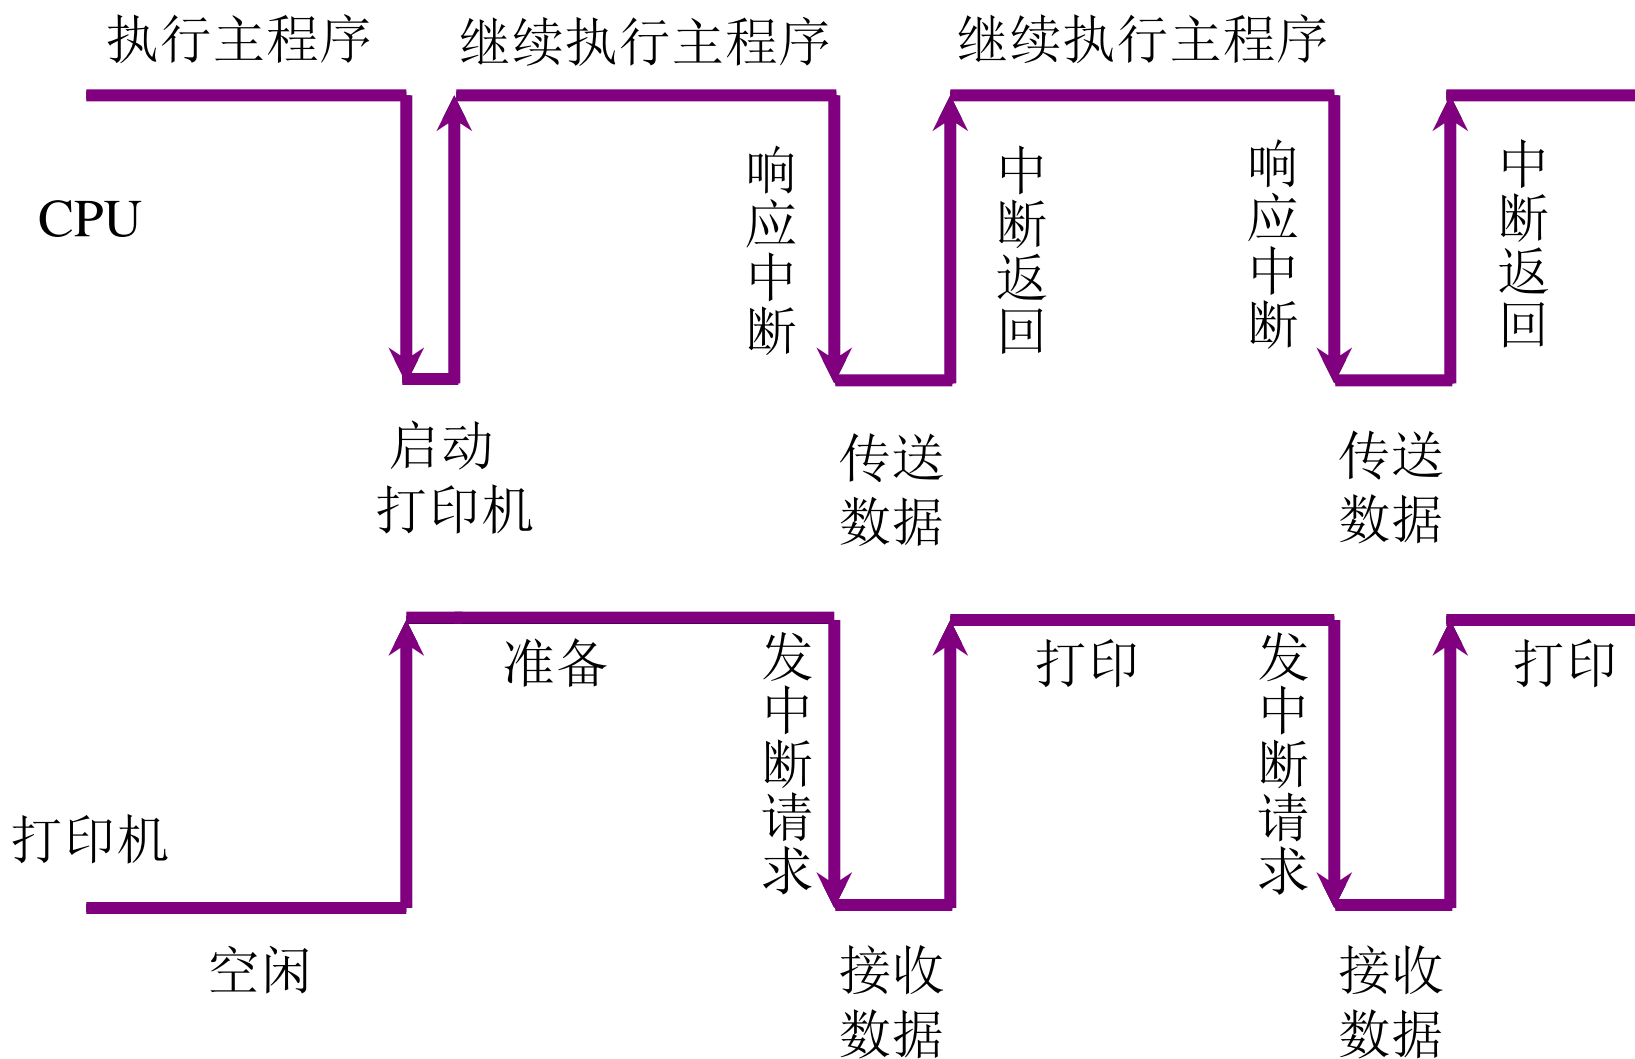 执行主程序
继续执行主程序
继续执行主程序
CPU
响应中断
中断返回
响应中断
中断返回
启动
打印机
传送
数据
传送
数据
准备
发中断请求
打印
发中断请求
打印
打印机
空闲
接收
数据
接收
数据